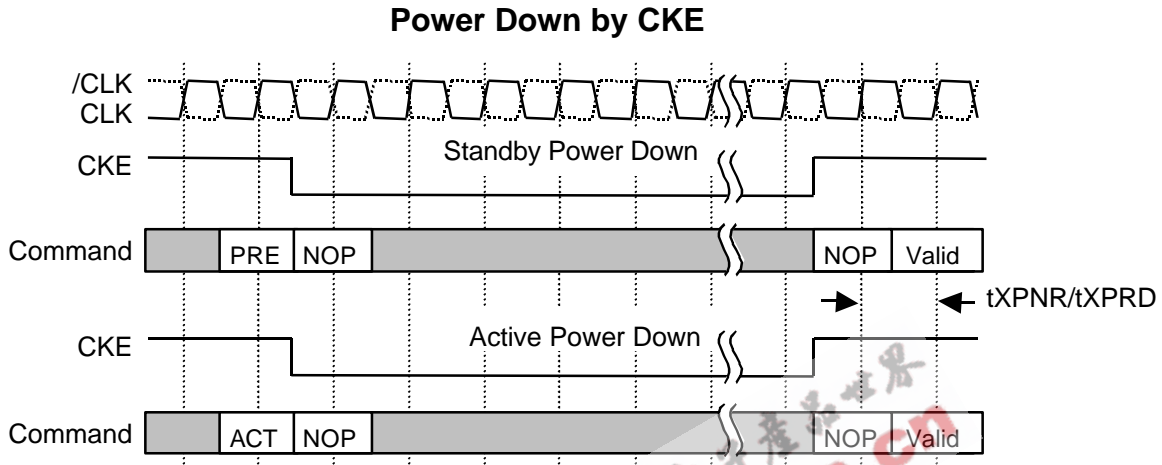 Power Down by CKE
/CLK
CLK
CKE
Standby Power Down
Command
PRE
NOP
NOP
Valid
tXPNR/tXPRD
CKE
Active Power Down
Command
ACT
NOP
NOP
Valid